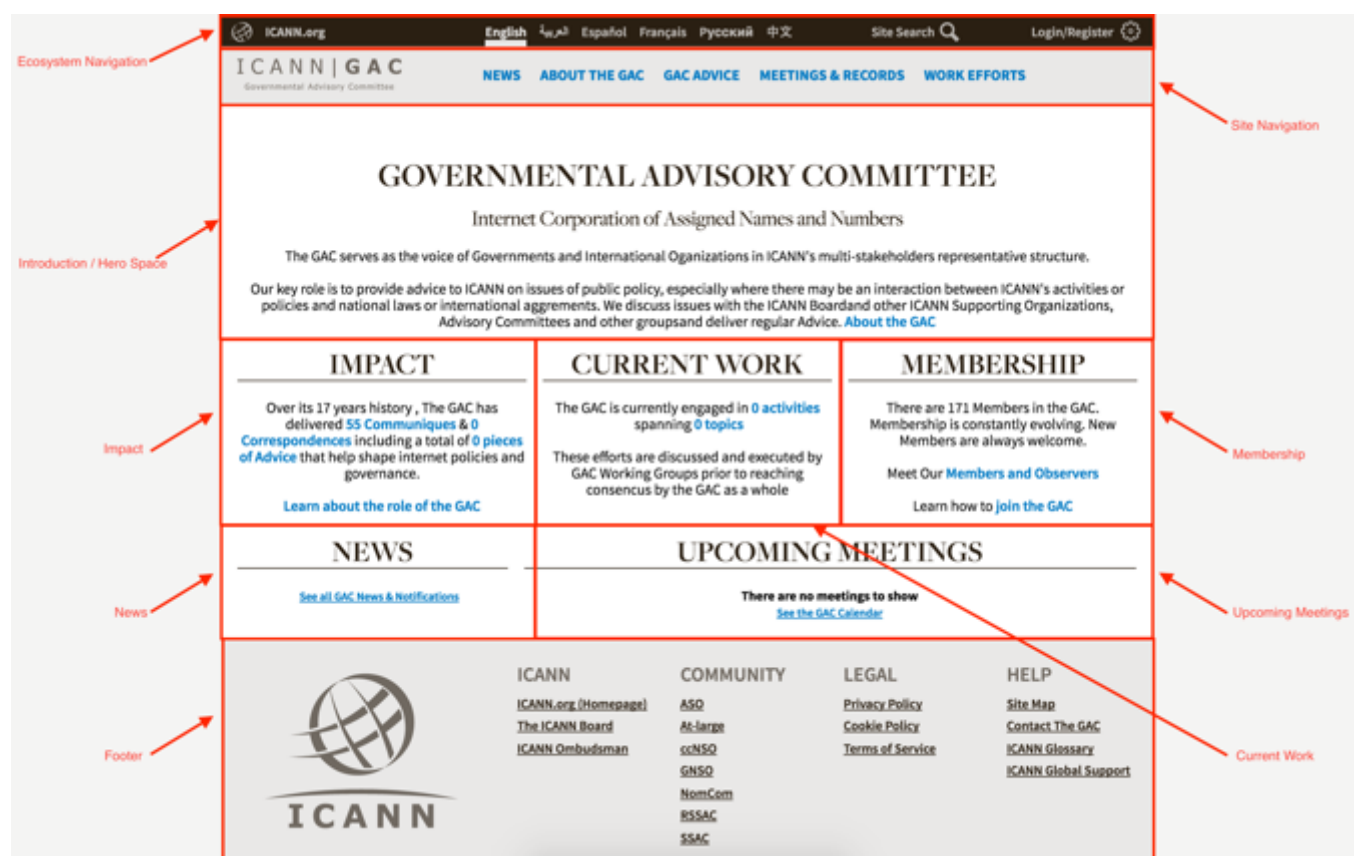 ICANN.org
English العربية Español Français Русский 中文
Site Search
Login/Register
Ecosystem Navigation
ICANN|GAC
Governmental Advisory Committee
NEWS ABOUT THE GAC GAC ADVICE MEETINGS & RECORDS WORK EFFORTS
Site Navigation
GOVERNMENTAL ADVISORY COMMITTEE
Internet Corporation of Assigned Names and Numbers
Introduction / Hero Space
The GAC serves as the voice of Governments and International Oganizations in ICANN's multi-stakeholders representative structure.
Our key role is to provide advice to ICANN on issues of public policy, especially where there may be an interaction between ICANN's activities or
policies and national laws or international aggrements. We discuss issues with the ICANN Boardand other ICANN Supporting Organizations,
Advisory Committees and other groupsand deliver regular Advice. About the GAC
Impact
IMPACT
Over its 17 years history , The GAC has
delivered 55 Communiques & 0
Correspondences including a total of 0 pieces
of Advice that help shape internet policies and
governance.
Learn about the role of the GAC
CURRENT WORK
The GAC is currently engaged in 0 activities
spanning 0 topics
These efforts are discussed and executed by
GAC Working Groups prior to reaching
consencus by the GAC as a whole
MEMBERSHIP
There are 171 Members in the GAC.
Membership is constantly evolving. New
Members are always welcome.
Meet Our Members and Observers
Learn how to join the GAC
Membership
News
NEWS
See all GAC News & Notifications
UPCOMING MEETINGS
There are no meetings to show
See the GAC Calendar
Upcoming Meetings
Footer
ICANN
ICANN
ICANN.org (Homepage)
The ICANN Board
ICANN Ombudsman
COMMUNITY
ASO
At-large
ccNSO
GNSO
NomCom
RSSAC
SSAC
LEGAL
Privacy Policy
Cookie Policy
Terms of Service
HELP
Site Map
Contact The GAC
ICANN Glossary
ICANN Global Support
Current Work